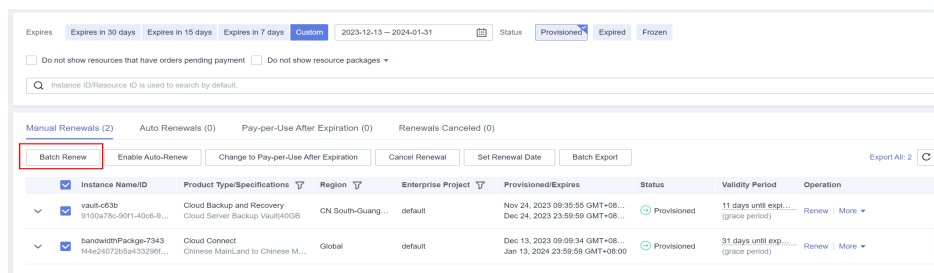 Expires Expires in 30 days Expires in 15 days Expires in 7 days Custom 2023-12-13 — 2024-01-31 Status Provisioned Expired Frozen
Do not show resources that have orders pending payment Do not show resource packages
Instance ID/Resource ID is used to search by default.
Manual Renewals (2) Auto Renewals (0) Pay-per-Use After Expiration (0) Renewals Canceled (0)
Batch Renew Enable Auto-Renew Change to Pay-per-Use After Expiration Cancel Renewal Set Renewal Date Batch Export Export All: 2
Instance Name/ID Product Type/Specifications Region Enterprise Project Provisioned/Expires Status Validity Period Operation
vault-c63b Cloud Backup and Recovery CN South-Guang... default Nov 24, 2023 09:35:55 GMT+08... Provisioned 11 days until expi... Renew More
9100a78c-90f1-40c6-9... Cloud Server Backup Vault|40GB Dec 24, 2023 23:59:59 GMT+08... (grace period)
bandwidthPackge-7343 Cloud Connect Global default Dec 13, 2023 09:09:34 GMT+08... Provisioned 31 days until exp... Renew More
f44e24072b5a433296f... Chinese MainLand to Chinese M... Jan 13, 2024 23:59:59 GMT+08:00 (grace period)